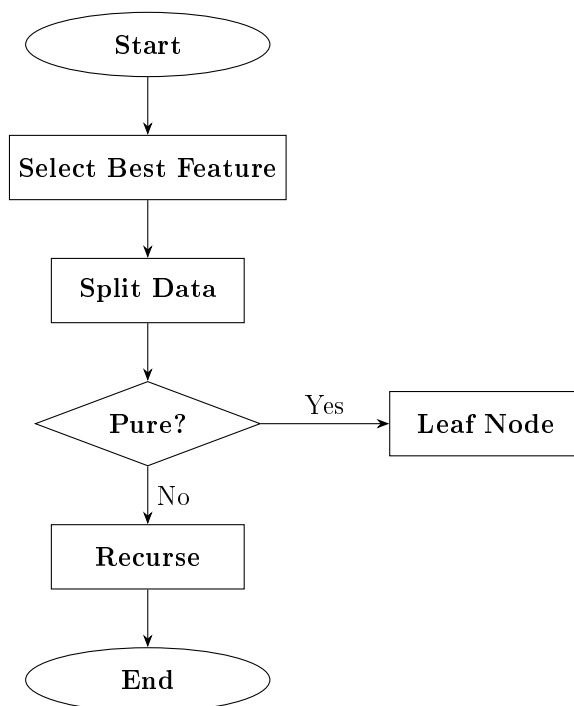 Start
Select Best Feature
Split Data
Pure?
Yes
Leaf Node
No
Recurse
End